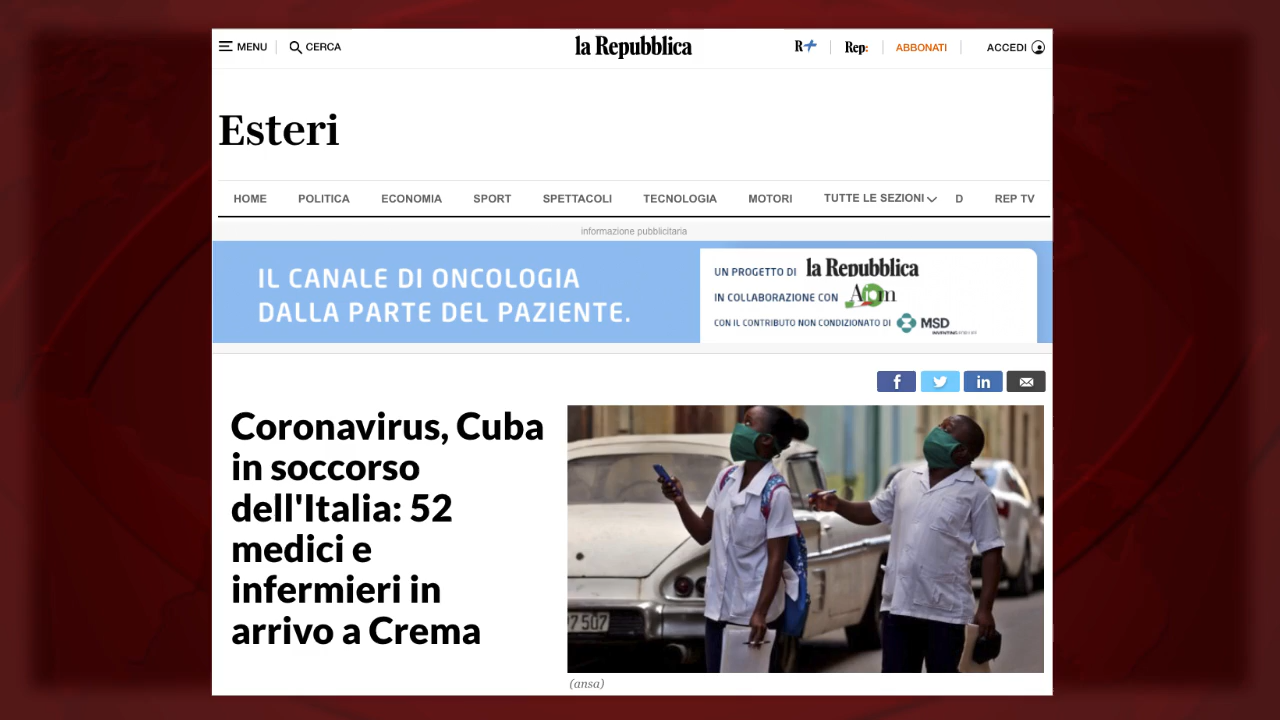 MENU
CERCA
la Repubblica
R+
Rep:
ABBONATI
ACCEDI
Esteri
HOME
POLITICA
ECONOMIA
SPORT
SPETTACOLI
TECNOLOGIA
MOTORI
TUTTE LE SEZIONI
D
REP TV
informazione pubblicitaria
IL CANALE DI ONCOLOGIA
DALLA PARTE DEL PAZIENTE.
UN PROGETTO DI la Repubblica
IN COLLABORAZIONE CON
CON IL CONTRIBUTO NON CONDIZIONATO DI MSD
f
in
Coronavirus, Cuba
in soccorso
dell'Italia: 52
medici e
infermieri in
arrivo a Crema
7 507
(ansa)